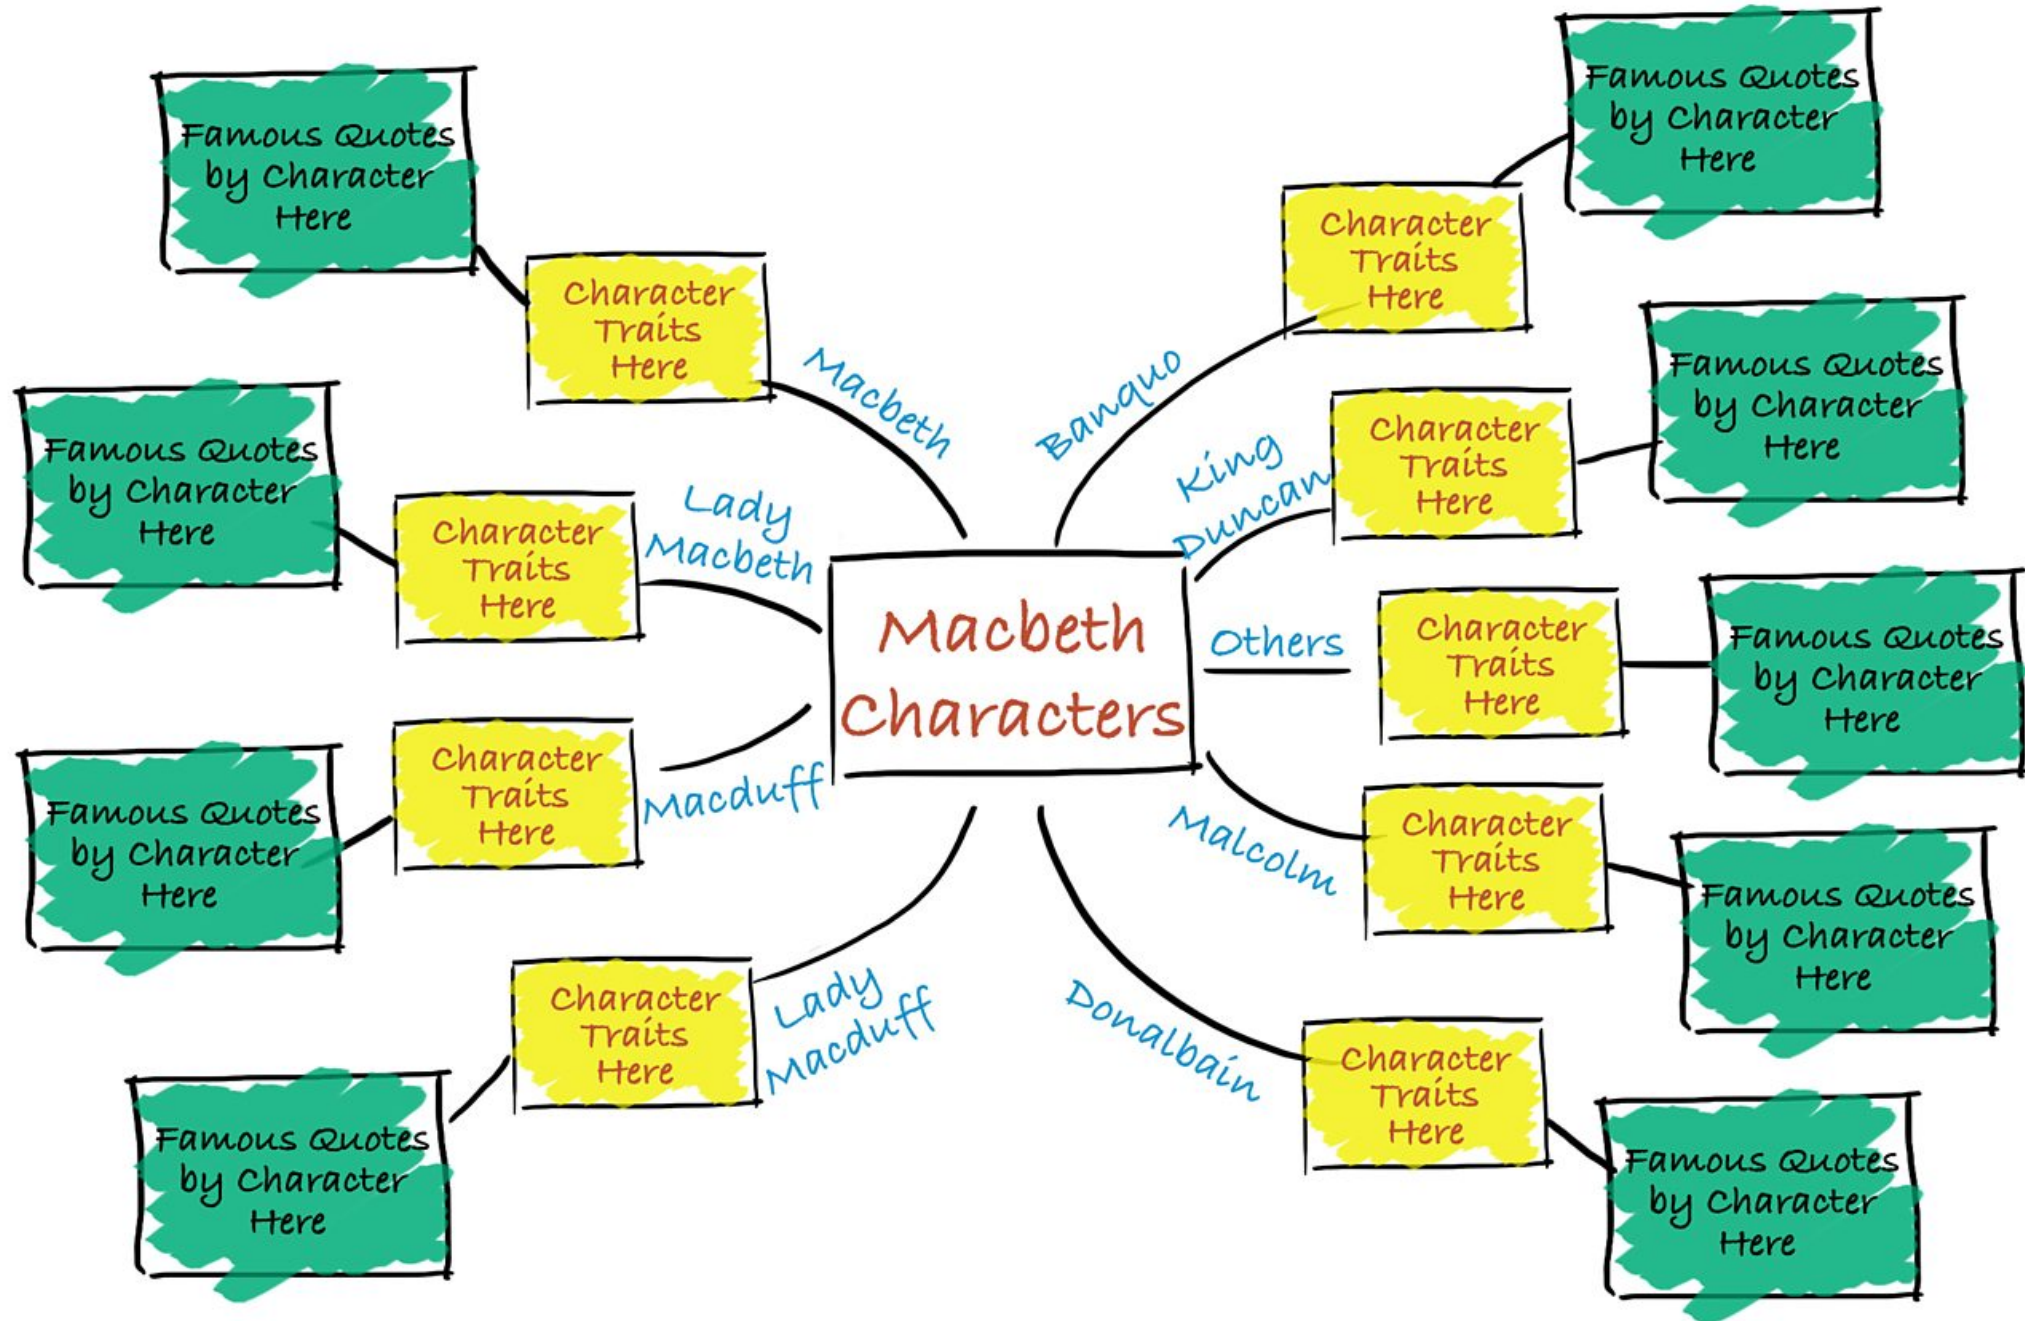 Famous Quotes
by Character
Here
Character
Traits
Here
Macbeth
Famous Quotes
by Character
Here
Character
Traits
Here
Lady
Macbeth
Famous Quotes
by Character
Here
Character
Traits
Here
Macduff
Famous Quotes
by Character
Here
Character
Traits
Here
Lady
Macduff
Macbeth
Characters
Banquo
Character
Traits
Here
Famous Quotes
by Character
Here
King
Duncan
Character
Traits
Here
Famous Quotes
by Character
Here
Others
Character
Traits
Here
Famous Quotes
by Character
Here
Malcolm
Character
Traits
Here
Famous Quotes
by Character
Here
Donalbain
Character
Traits
Here
Famous Quotes
by Character
Here